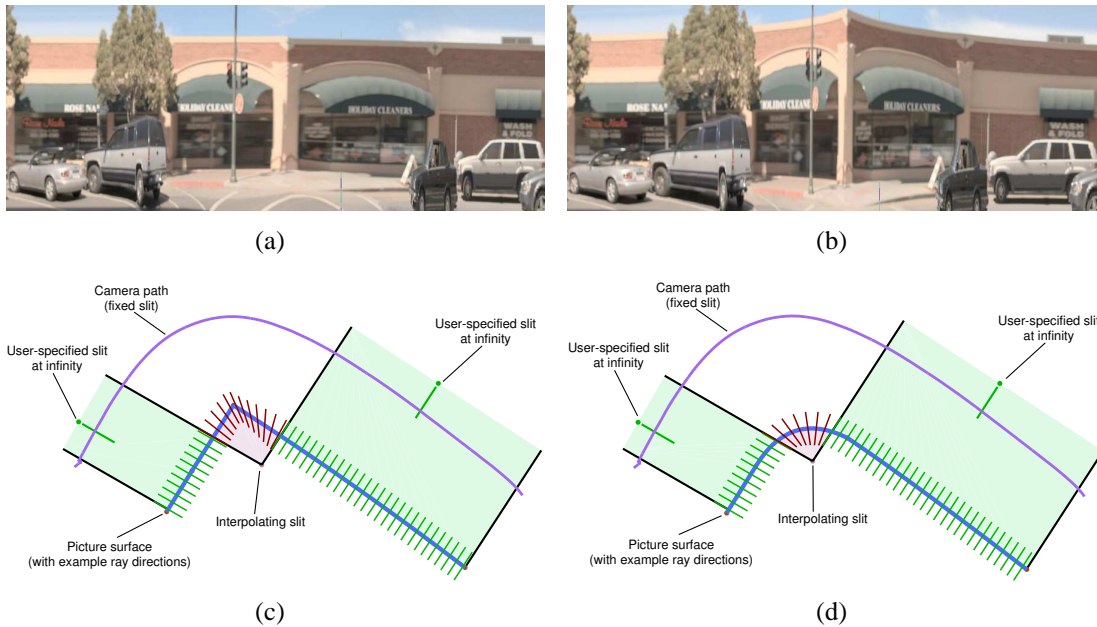 ROSE NA
HOLIDAY CLEANERS
HOLIDAY CLEANERS
WASH
& FOLD
(a)
ROSE NA
HOLIDAY CLEANE
HOLIDAY CLEANERS
WASH
& FOLD
(b)
Camera path
(fixed slit)
User-specified slit
at infinity
User-specified slit
at infinity
Interpolating slit
Picture surface
(with example ray directions)
(c)
Camera path
(fixed slit)
User-specified slit
at infinity
User-specified slit
at infinity
Interpolating slit
Picture surface
(with example ray directions)
(d)